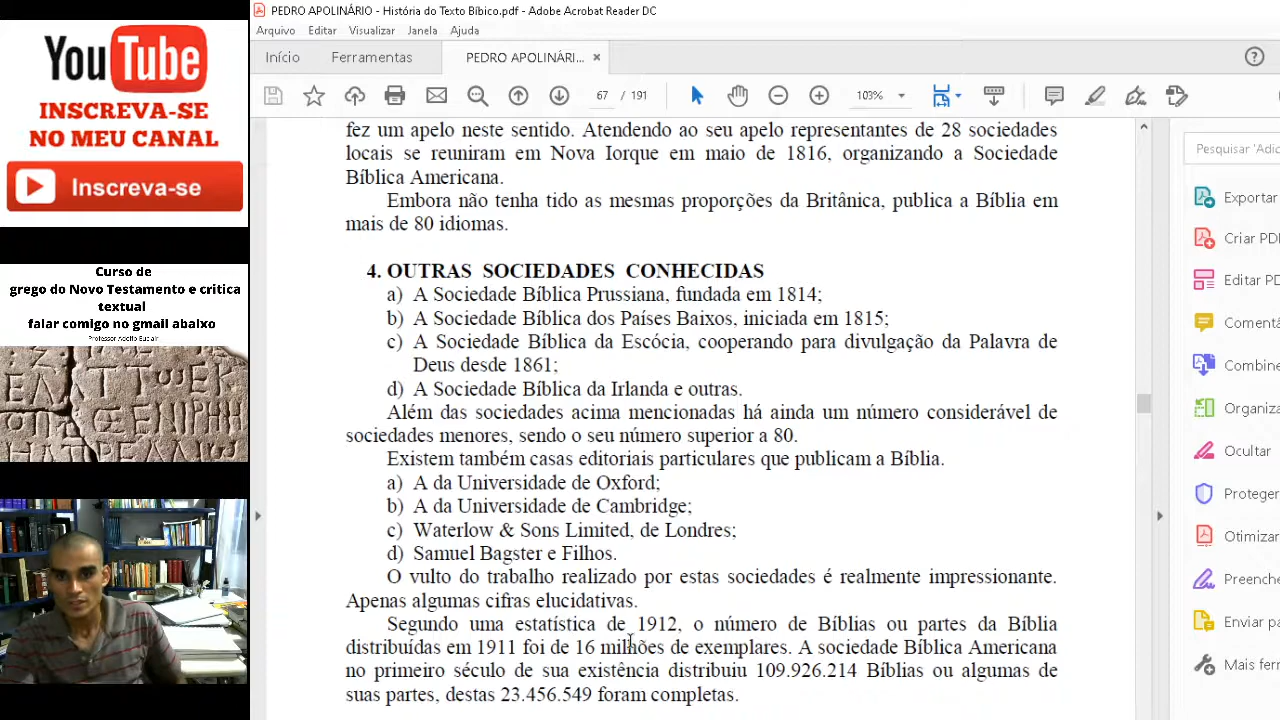 YouTube
INSCREVA-SE
NO MEU CANAL
Inscreva-se
Curso de
grego do Novo Testamento e critica
textual
falar comigo no gmail abaixo
PEDRO APOLINÁRIO - História do Texto Bíblico.pdf - Adobe Acrobat Reader DC
Arquivo Editar Visualizar Janela Ajuda
Início Ferramentas PEDRO APOLINÁRI... ×
67 / 191 103%
fez um apelo neste sentido. Atendendo ao seu apelo representantes de 28 sociedades
locais se reuniram em Nova Iorque em maio de 1816, organizando a Sociedade
Bíblica Americana.
Embora não tenha tido as mesmas proporções da Britânica, publica a Bíblia em
mais de 80 idiomas.
4. OUTRAS SOCIEDADES CONHECIDAS
a) A Sociedade Bíblica Prussiana, fundada em 1814;
b) A Sociedade Bíblica dos Países Baixos, iniciada em 1815;
c) A Sociedade Bíblica da Escócia, cooperando para divulgação da Palavra de
Deus desde 1861;
d) A Sociedade Bíblica da Irlanda e outras.
Além das sociedades acima mencionadas há ainda um número considerável de
sociedades menores, sendo o seu número superior a 80.
Existem também casas editoriais particulares que publicam a Bíblia.
a) A da Universidade de Oxford;
b) A da Universidade de Cambridge;
c) Waterlow & Sons Limited, de Londres;
d) Samuel Bagster e Filhos.
O vulto do trabalho realizado por estas sociedades é realmente impressionante.
Apenas algumas cifras elucidativas.
Segundo uma estatística de 1912, o número de Bíblias ou partes da Bíblia
distribuídas em 1911 foi de 16 milhões de exemplares. A sociedade Bíblica Americana
no primeiro século de sua existência distribuiu 109.926.214 Bíblias ou algumas de
suas partes, destas 23.456.549 foram completas.
Pesquisar 'Adic
Exportar
Criar PDF
Editar PD
Comentá
Combine
Organiza
Ocultar
Proteger
Otimizar
Preenche
Enviar pa
Mais ferr